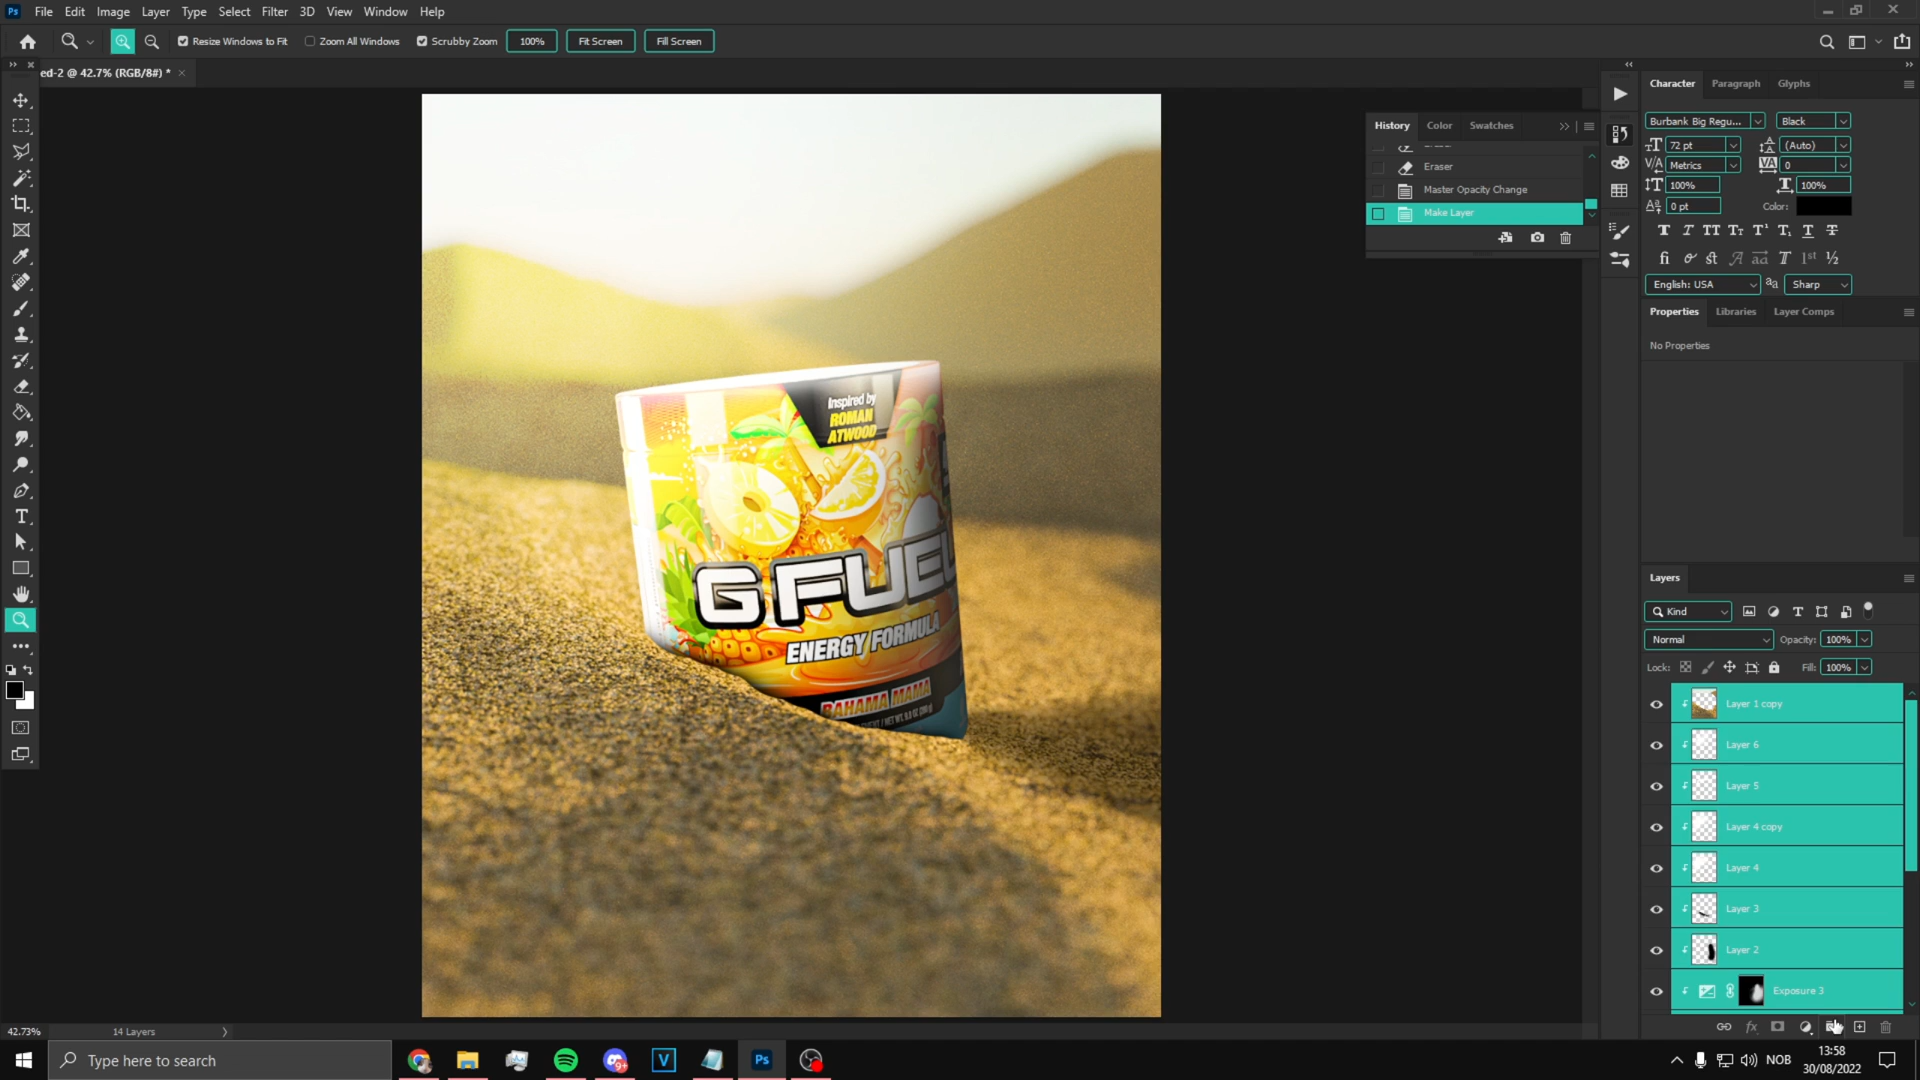 Ps File Edit Image Layer Type Select Filter 3D View Window Help
Resize Windows to Fit Zoom All Windows Scrubby Zoom 100% Fit Screen Fill Screen
ed-2 @ 42.7% (RGB/8#) * ×
History Color Swatches
Eraser
Master Opacity Change
Make Layer
Character Paragraph Glyphs
Burbank Big Regu... Black
72 pt (Auto)
Metrics 0
100% 100%
0 pt Color:
English: USA Sharp
Properties Libraries Layer Comps
No Properties
Inspired by
ROMAN
ATWOOD
G FUEL
ENERGY FORMULA
BAHAMA MAMA
Layers
Kind
Normal Opacity: 100%
Lock: Fill: 100%
Layer 1 copy
Layer 6
Layer 5
Layer 4 copy
Layer 4
Layer 3
Layer 2
Exposure 3
42.73% 14 Layers
Type here to search
9+
V
Ps
NOB
13:58
30/08/2022